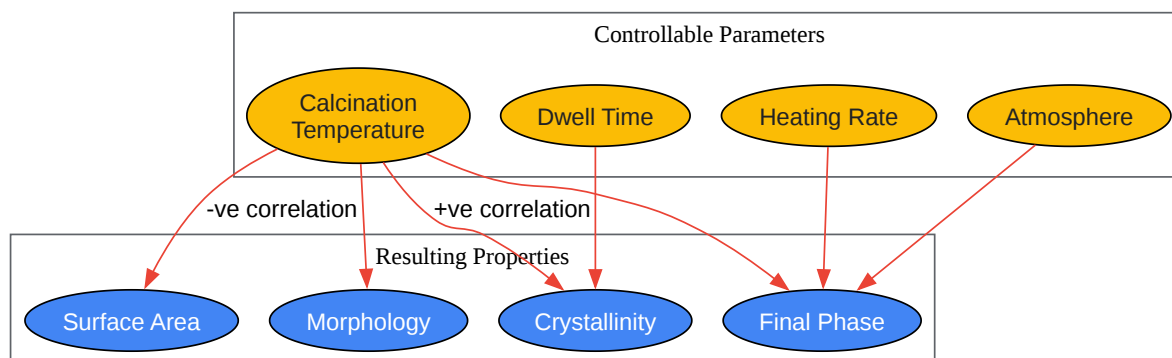 Controllable Parameters
Calcination
Temperature
Dwell Time
Heating Rate
Atmosphere
-ve correlation
+ve correlation
Resulting Properties
Surface Area
Morphology
Crystallinity
Final Phase